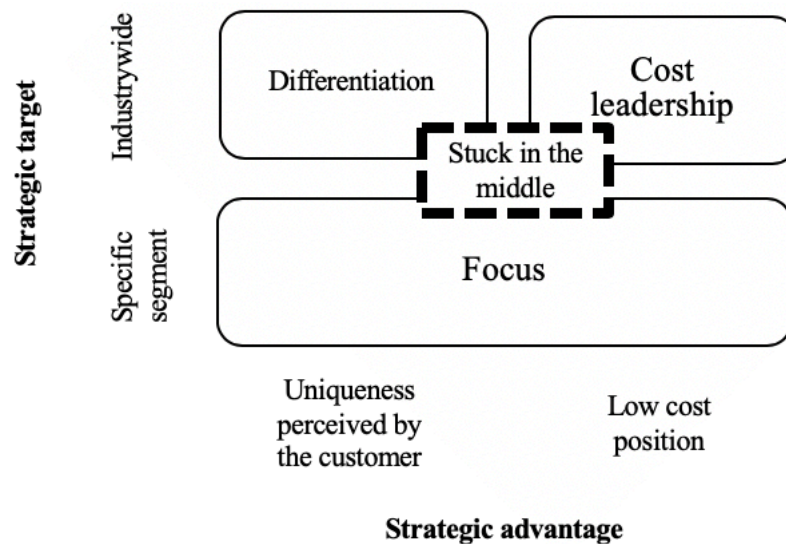 Strategic target
Industrywide
Specific
segment
Differentiation
Cost
leadership
Stuck in the
middle
Focus
Uniqueness
perceived by
the customer
Low cost
position
Strategic advantage